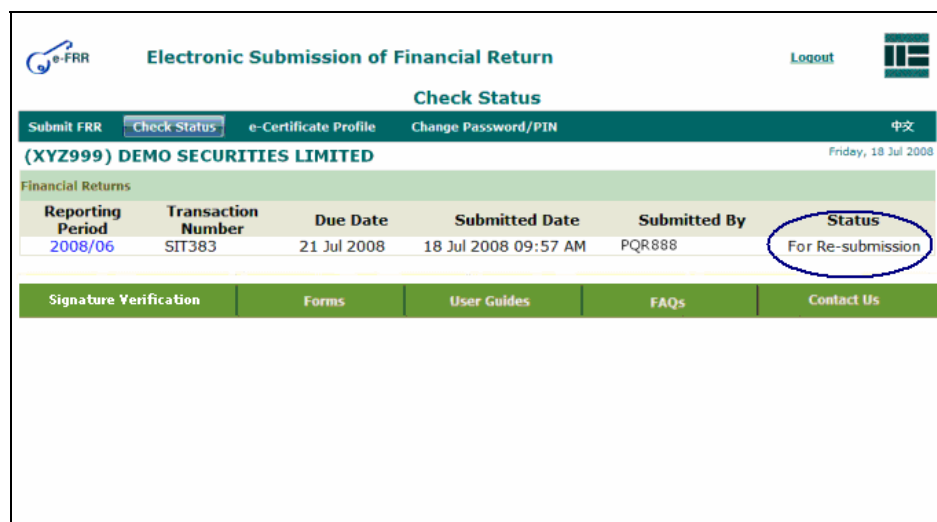 e-FRR
Electronic Submission of Financial Return
Logout
Check Status
Submit FRR Check Status e-Certificate Profile Change Password/PIN 中文
(XYZ999) DEMO SECURITIES LIMITED Friday, 18 Jul 2008
Financial Returns
Reporting Period Transaction Number Due Date Submitted Date Submitted By Status
2008/06 SIT383 21 Jul 2008 18 Jul 2008 09:57 AM PQR888 For Re-submission
Signature Verification Forms User Guides FAQs Contact Us